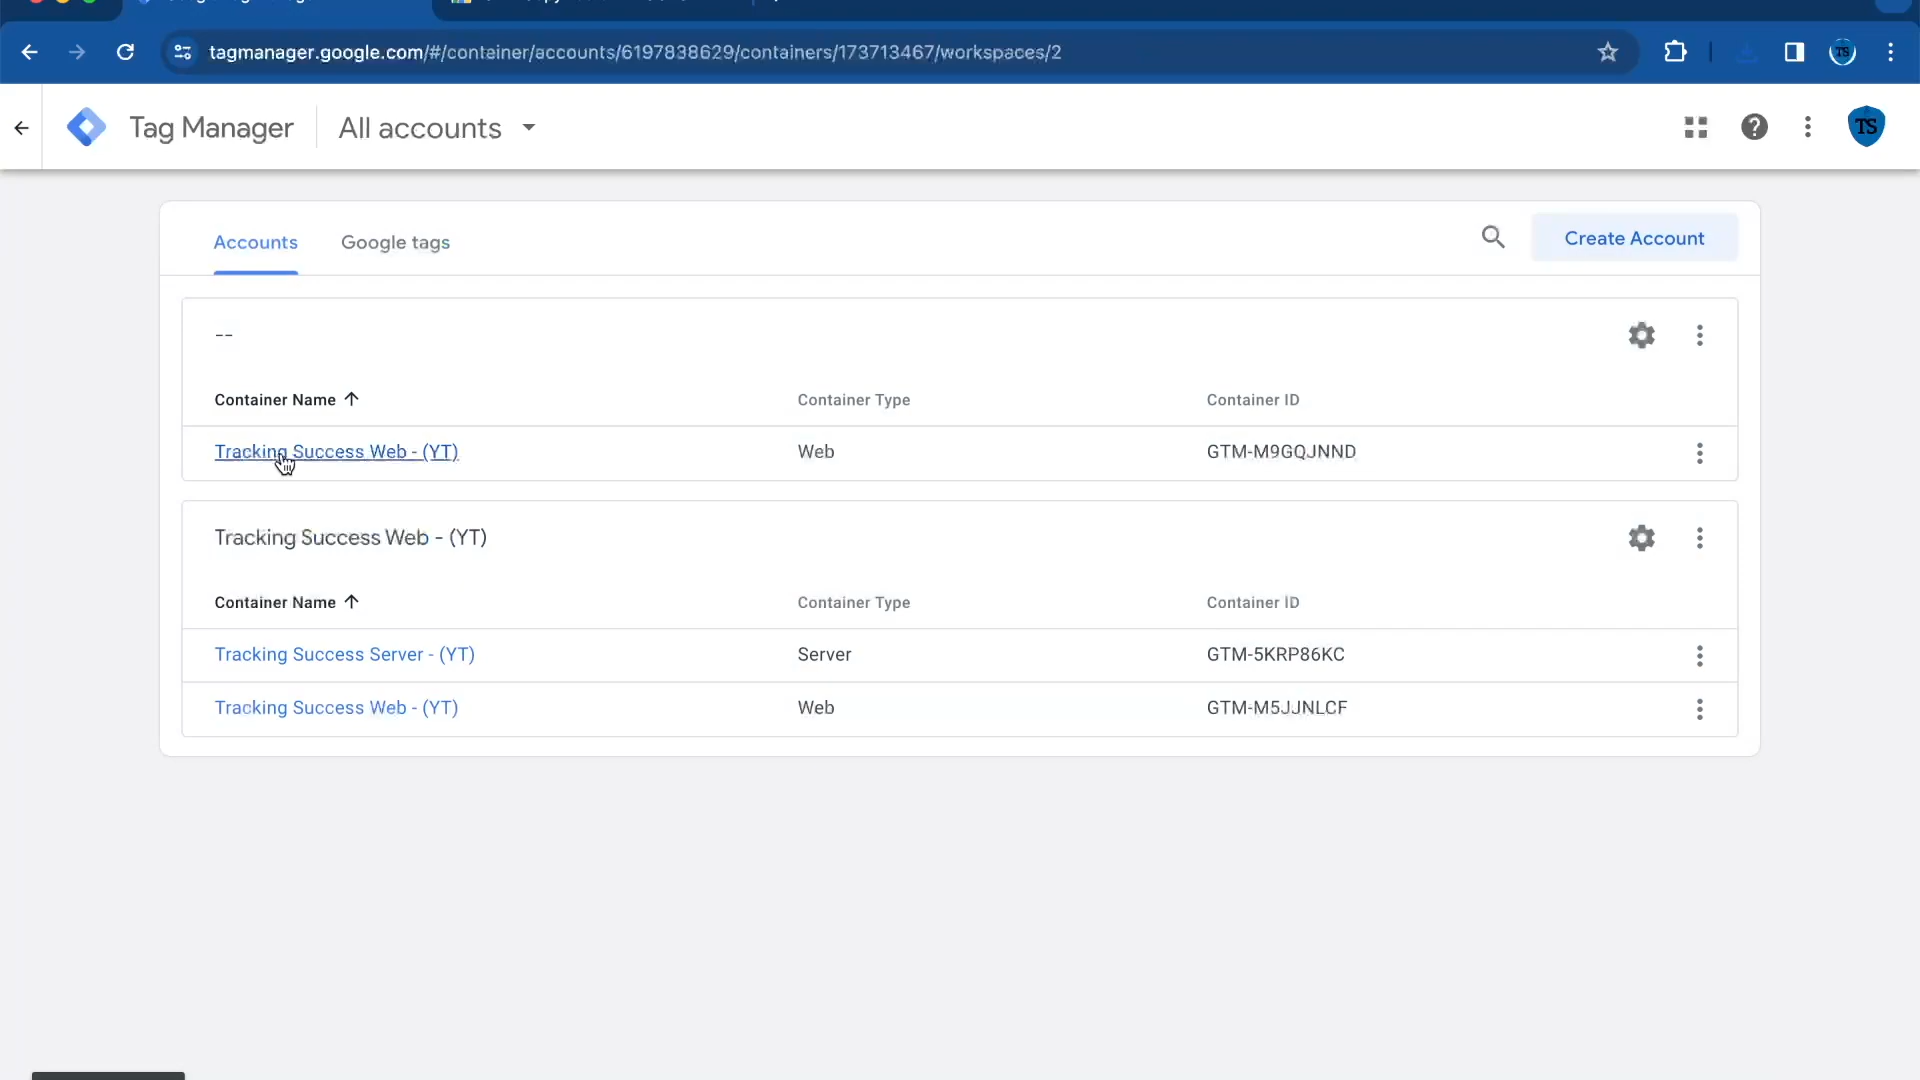 tagmanager.google.com/#/container/accounts/6197838629/containers/173713467/workspaces/2
TS
Tag Manager
All accounts
TS
Accounts
Google tags
Create Account
--
Container Name
Container Type
Container ID
Tracking Success Web - (YT)
Web
GTM-M9GQJNND
Tracking Success Web - (YT)
Container Name
Container Type
Container ID
Tracking Success Server - (YT)
Server
GTM-5KRP86KC
Tracking Success Web - (YT)
Web
GTM-M5JJNLCF